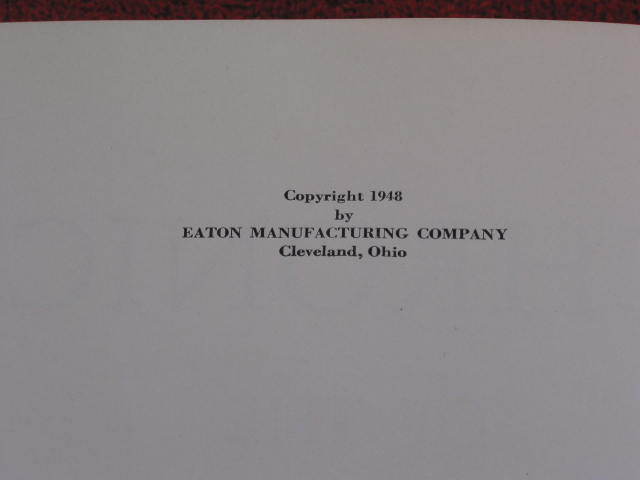 Copyright 1948
by
EATON MANUFACTURING COMPANY
Cleveland, Ohio